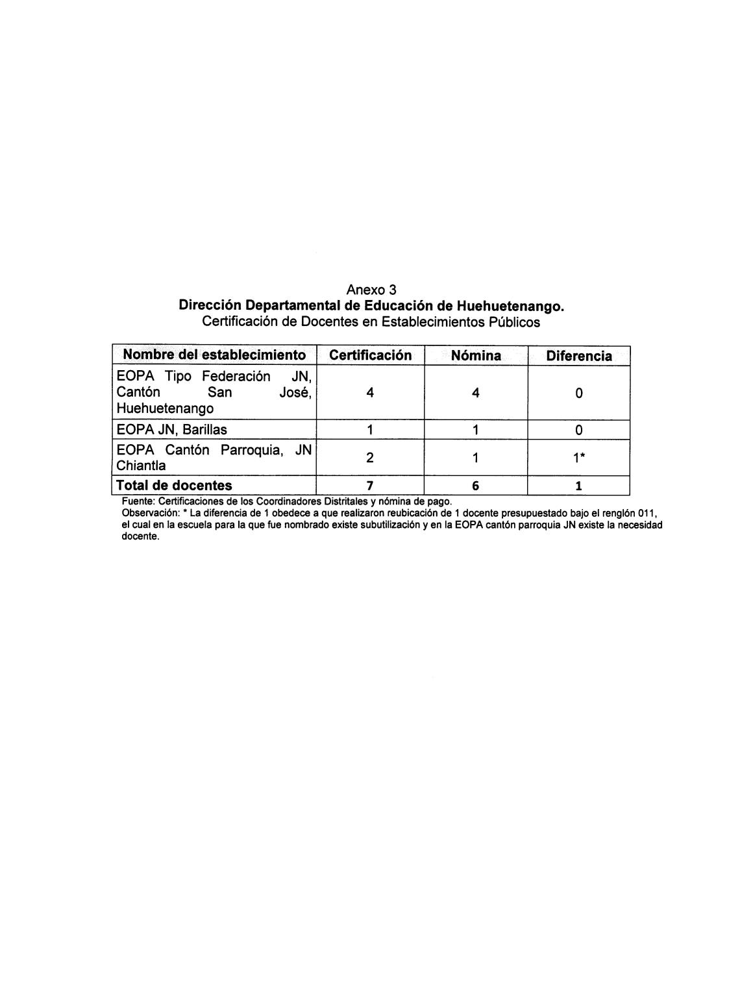 Anexo 3
Dirección Departamental de Educación de Huehuetenango.
Certificación de Docentes en Establecimientos Públicos
Nombre del establecimiento Certificación Nómina Diferencia
EOPA Tipo Federación JN,
Cantón San José,
Huehuetenango
4 4 0
EOPA JN, Barillas 1 1 0
EOPA Cantón Parroquia, JN
Chiantla
2 1 1*
Total de docentes 7 6 1
Fuente: Certificaciones de los Coordinadores Distritales y nómina de pago.
Observación: * La diferencia de 1 obedece a que realizaron reubicación de 1 docente presupuestado bajo el renglón 011,
el cual en la escuela para la que fue nombrado existe subutilización y en la EOPA cantón parroquia JN existe la necesidad
docente.